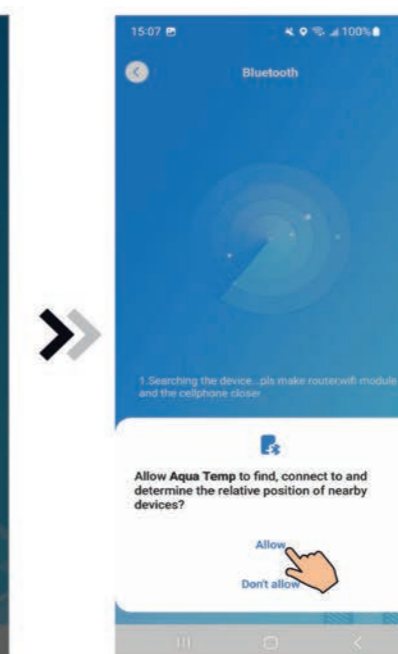 15:07
100%
Bluetooth
1.Searching the device...pls make router,wifi module
and the cellphone closer
Allow Aqua Temp to find, connect to and
determine the relative position of nearby
devices?
Allow
Don't allow